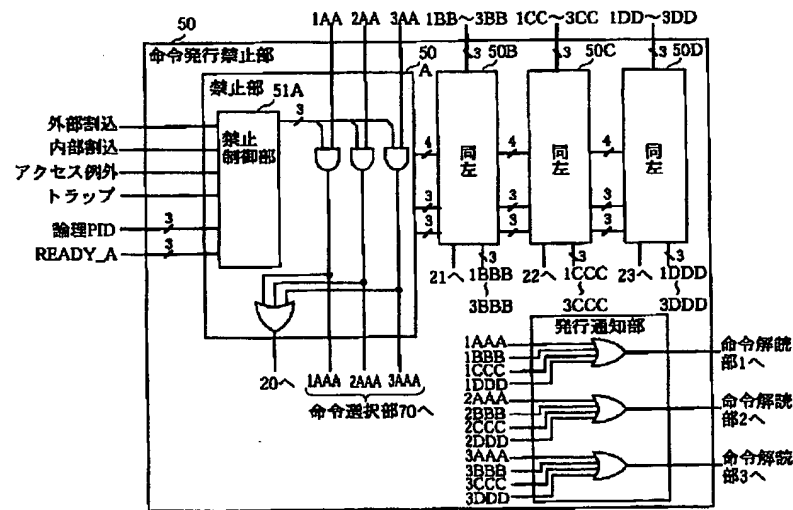 50
命令発行禁止部
1AA 2AA 3AA
1BB～3BB 1CC～3CC 1DD～3DD
50A
3 50B
3 50C
3 50D
禁止部
51A
3
禁止
制御部
外部割込
内部割込
アクセス例外
トラップ
論理PID
3
READY_A
3
同左
同左
同左
4 4 4
3 3 3
3 3 3
20へ
1AAA 2AAA 3AAA
命令選択部70へ
21へ
3
1BBB
～
3BBB
22へ
3
1CCC
～
3CCC
23へ
3
1DDD
～
3DDD
発行通知部
1AAA
1BBB
1CCC
1DDD
命令解読
部1へ
2AAA
2BBB
2CCC
2DDD
命令解読
部2へ
3AAA
3BBB
3CCC
3DDD
命令解読
部3へ